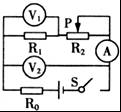 V₁ P
R₁ R₂ A
V₂
S
R₀